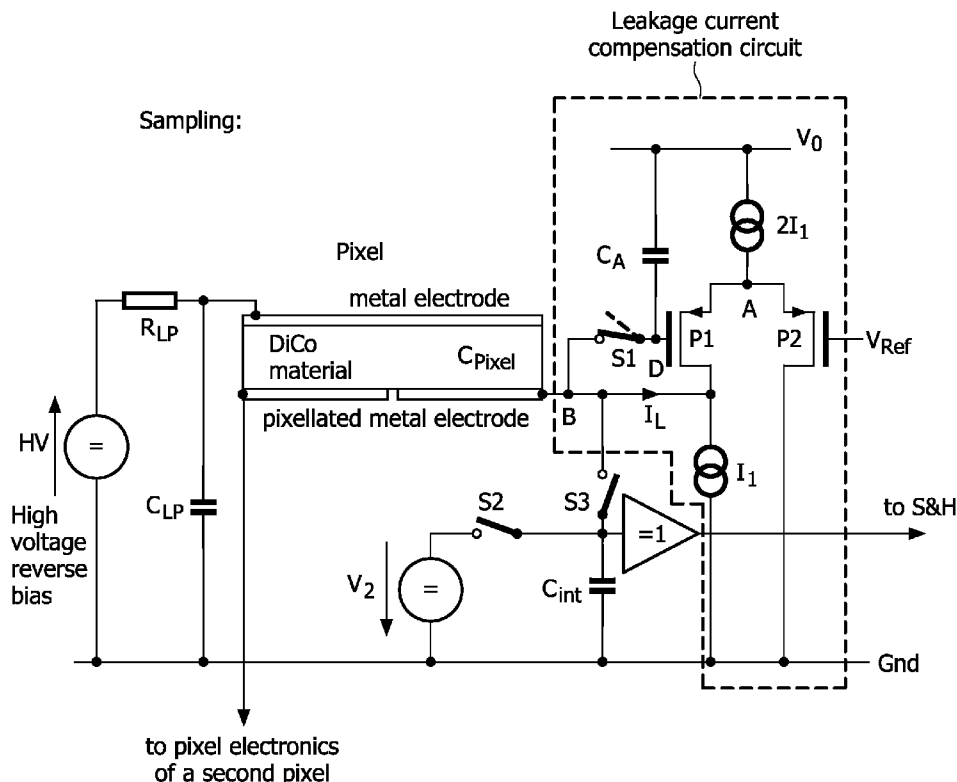 Leakage current
compensation circuit
Sampling:
V0
2I1
CA
Pixel
metal electrode
A
RLP
P1
P2
VRef
DiCo
material
CPixel
S1
D
pixellated metal electrode
B
IL
HV
=
I1
CLP
S2
S3
to S&H
High
voltage
reverse
bias
=1
V2
=
Cint
Gnd
to pixel electronics
of a second pixel